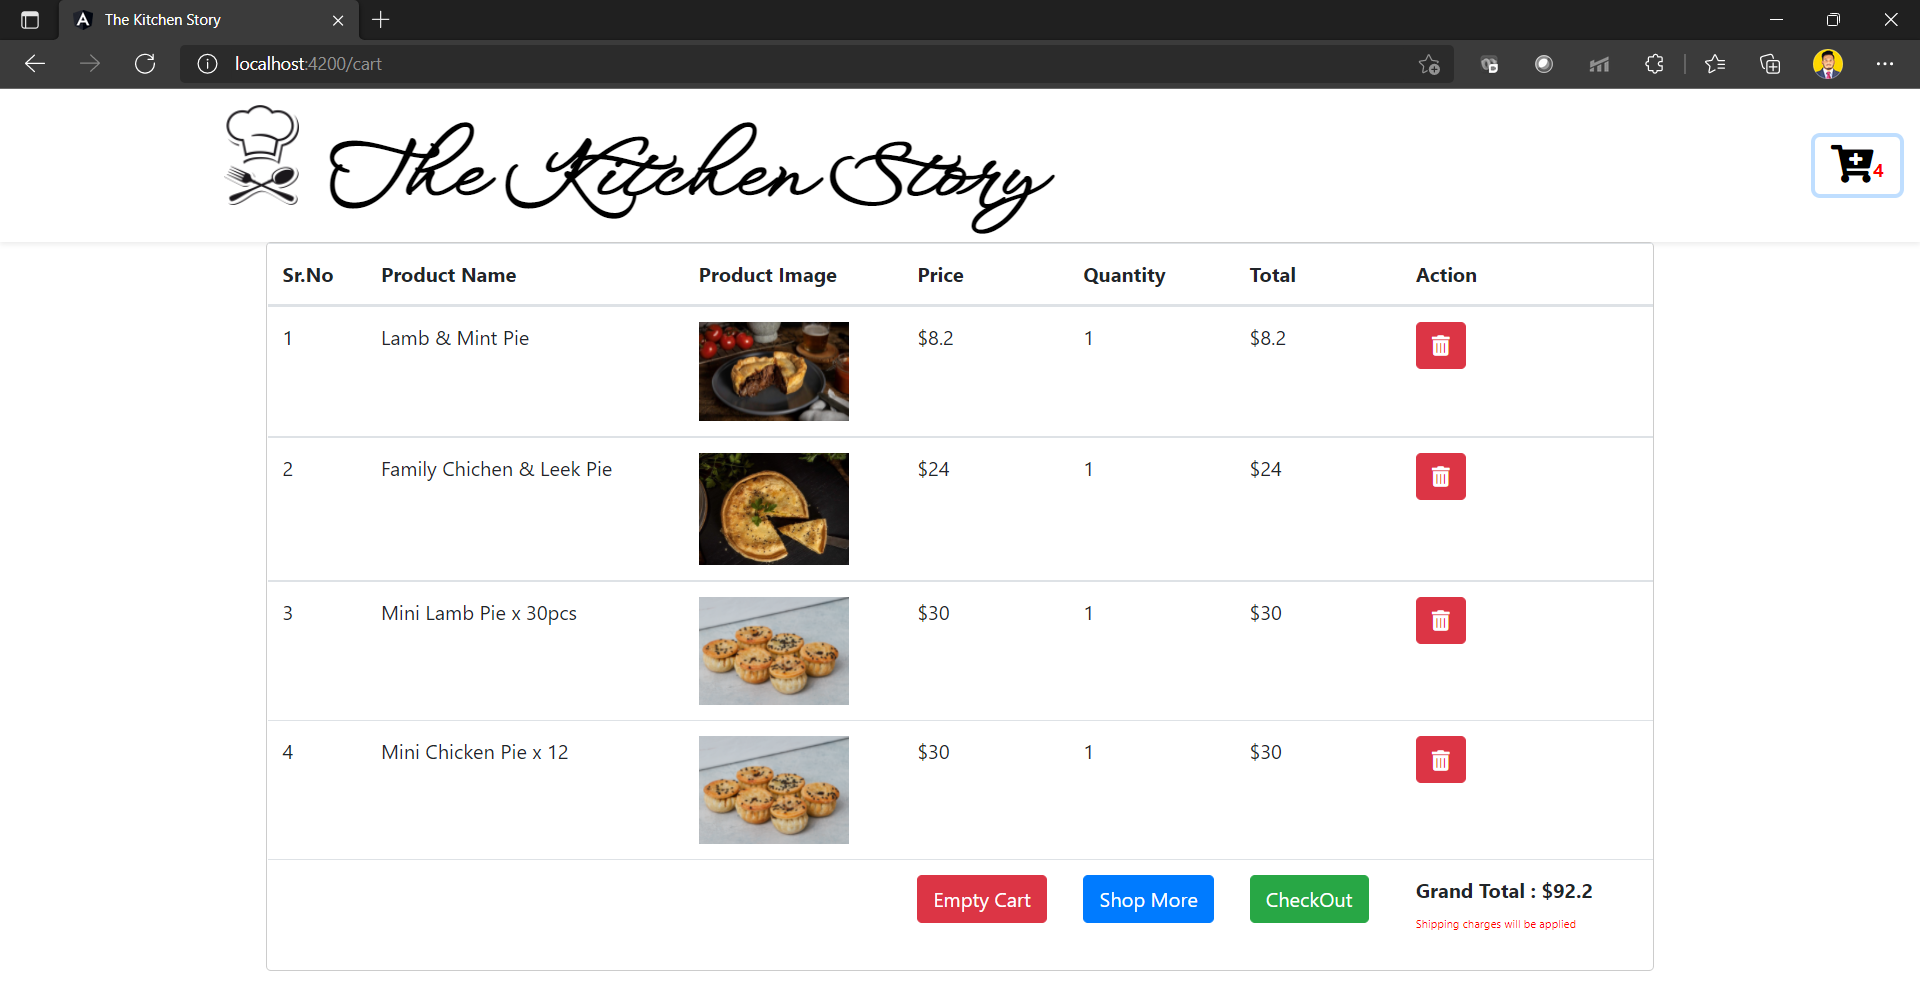 The Kitchen Story
localhost:4200/cart
The Kitchen Story
4
Sr.No Product Name Product Image Price Quantity Total Action
1 Lamb & Mint Pie $8.2 1 $8.2
2 Family Chichen & Leek Pie $24 1 $24
3 Mini Lamb Pie x 30pcs $30 1 $30
4 Mini Chicken Pie x 12 $30 1 $30
Empty Cart Shop More CheckOut Grand Total : $92.2
Shipping charges will be applied